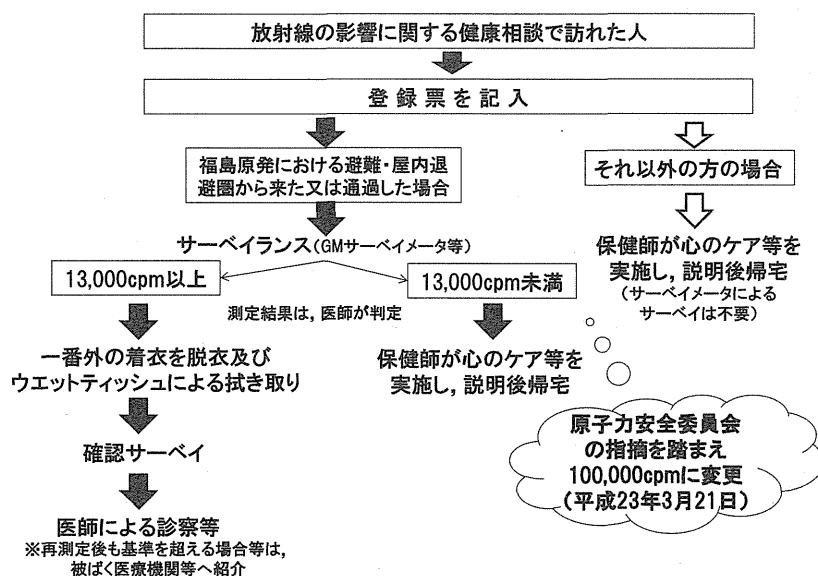 放射線の影響に関する健康相談で訪れた人
登録票を記入
福島原発における避難・屋内退
避圏から来た又は通過した場合
それ以外の方の場合
サーベイランス(GMサーベイメータ等)
保健師が心のケア等を
実施し, 説明後帰宅
(サーベイメータによる
サーベイは不要)
13,000cpm以上
13,000cpm未満
測定結果は, 医師が判定
一番外の着衣を脱衣及び
ウエットティッシュによる拭き取り
保健師が心のケア等を
実施し, 説明後帰宅
確認サーベイ
原子力安全委員会
の指摘を踏まえ
100,000cpmに変更
(平成23年3月21日)
医師による診察等
※再測定後も基準を超える場合等は,
被ばく医療機関等へ紹介